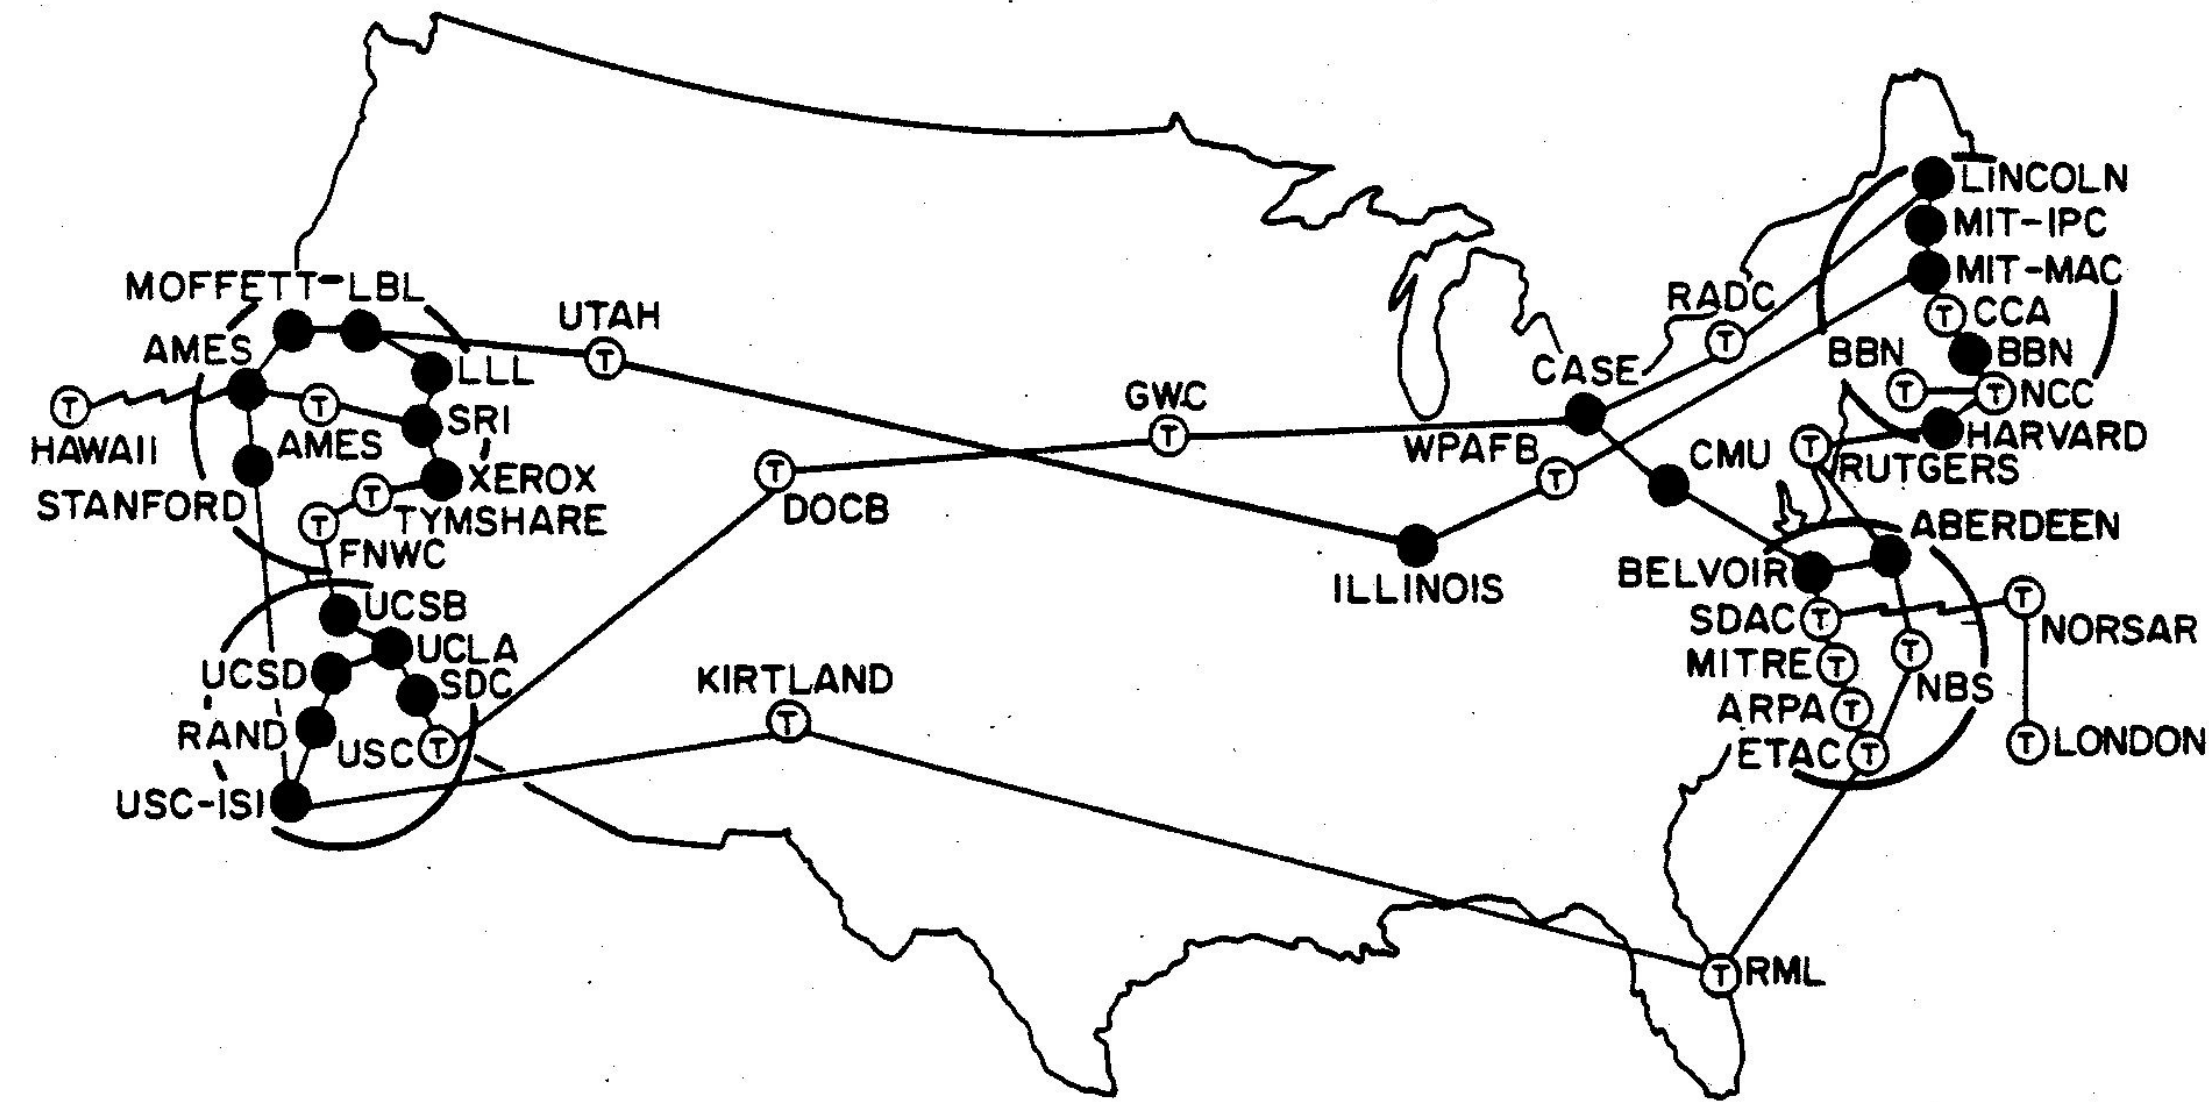 LINCOLN
MIT-IPC
MIT-MAC
MOFFETT-LBL
RADC
UTAH
T
T
CCA
T
AMES
CASE
BBN
BBN
LLL
GWC
T
T
T
T
NCC
HAWAII
AMES
SRI
T
WPAFB
CMU
T
HARVARD
RUTGERS
XEROX
T
T
STANFORD
T
TYMSHARE
DOCB
T
FNWC
ABERDEEN
BELVOIR
ILLINOIS
UCSB
SDAC
T
T
NORSAR
UCLA
UCSD
SDC
KIRTLAND
MITRE
T
T
NBS
ARPA
T
RAND
USC
T
T
ETAC
T
T
LONDON
USC-ISI
T
RML